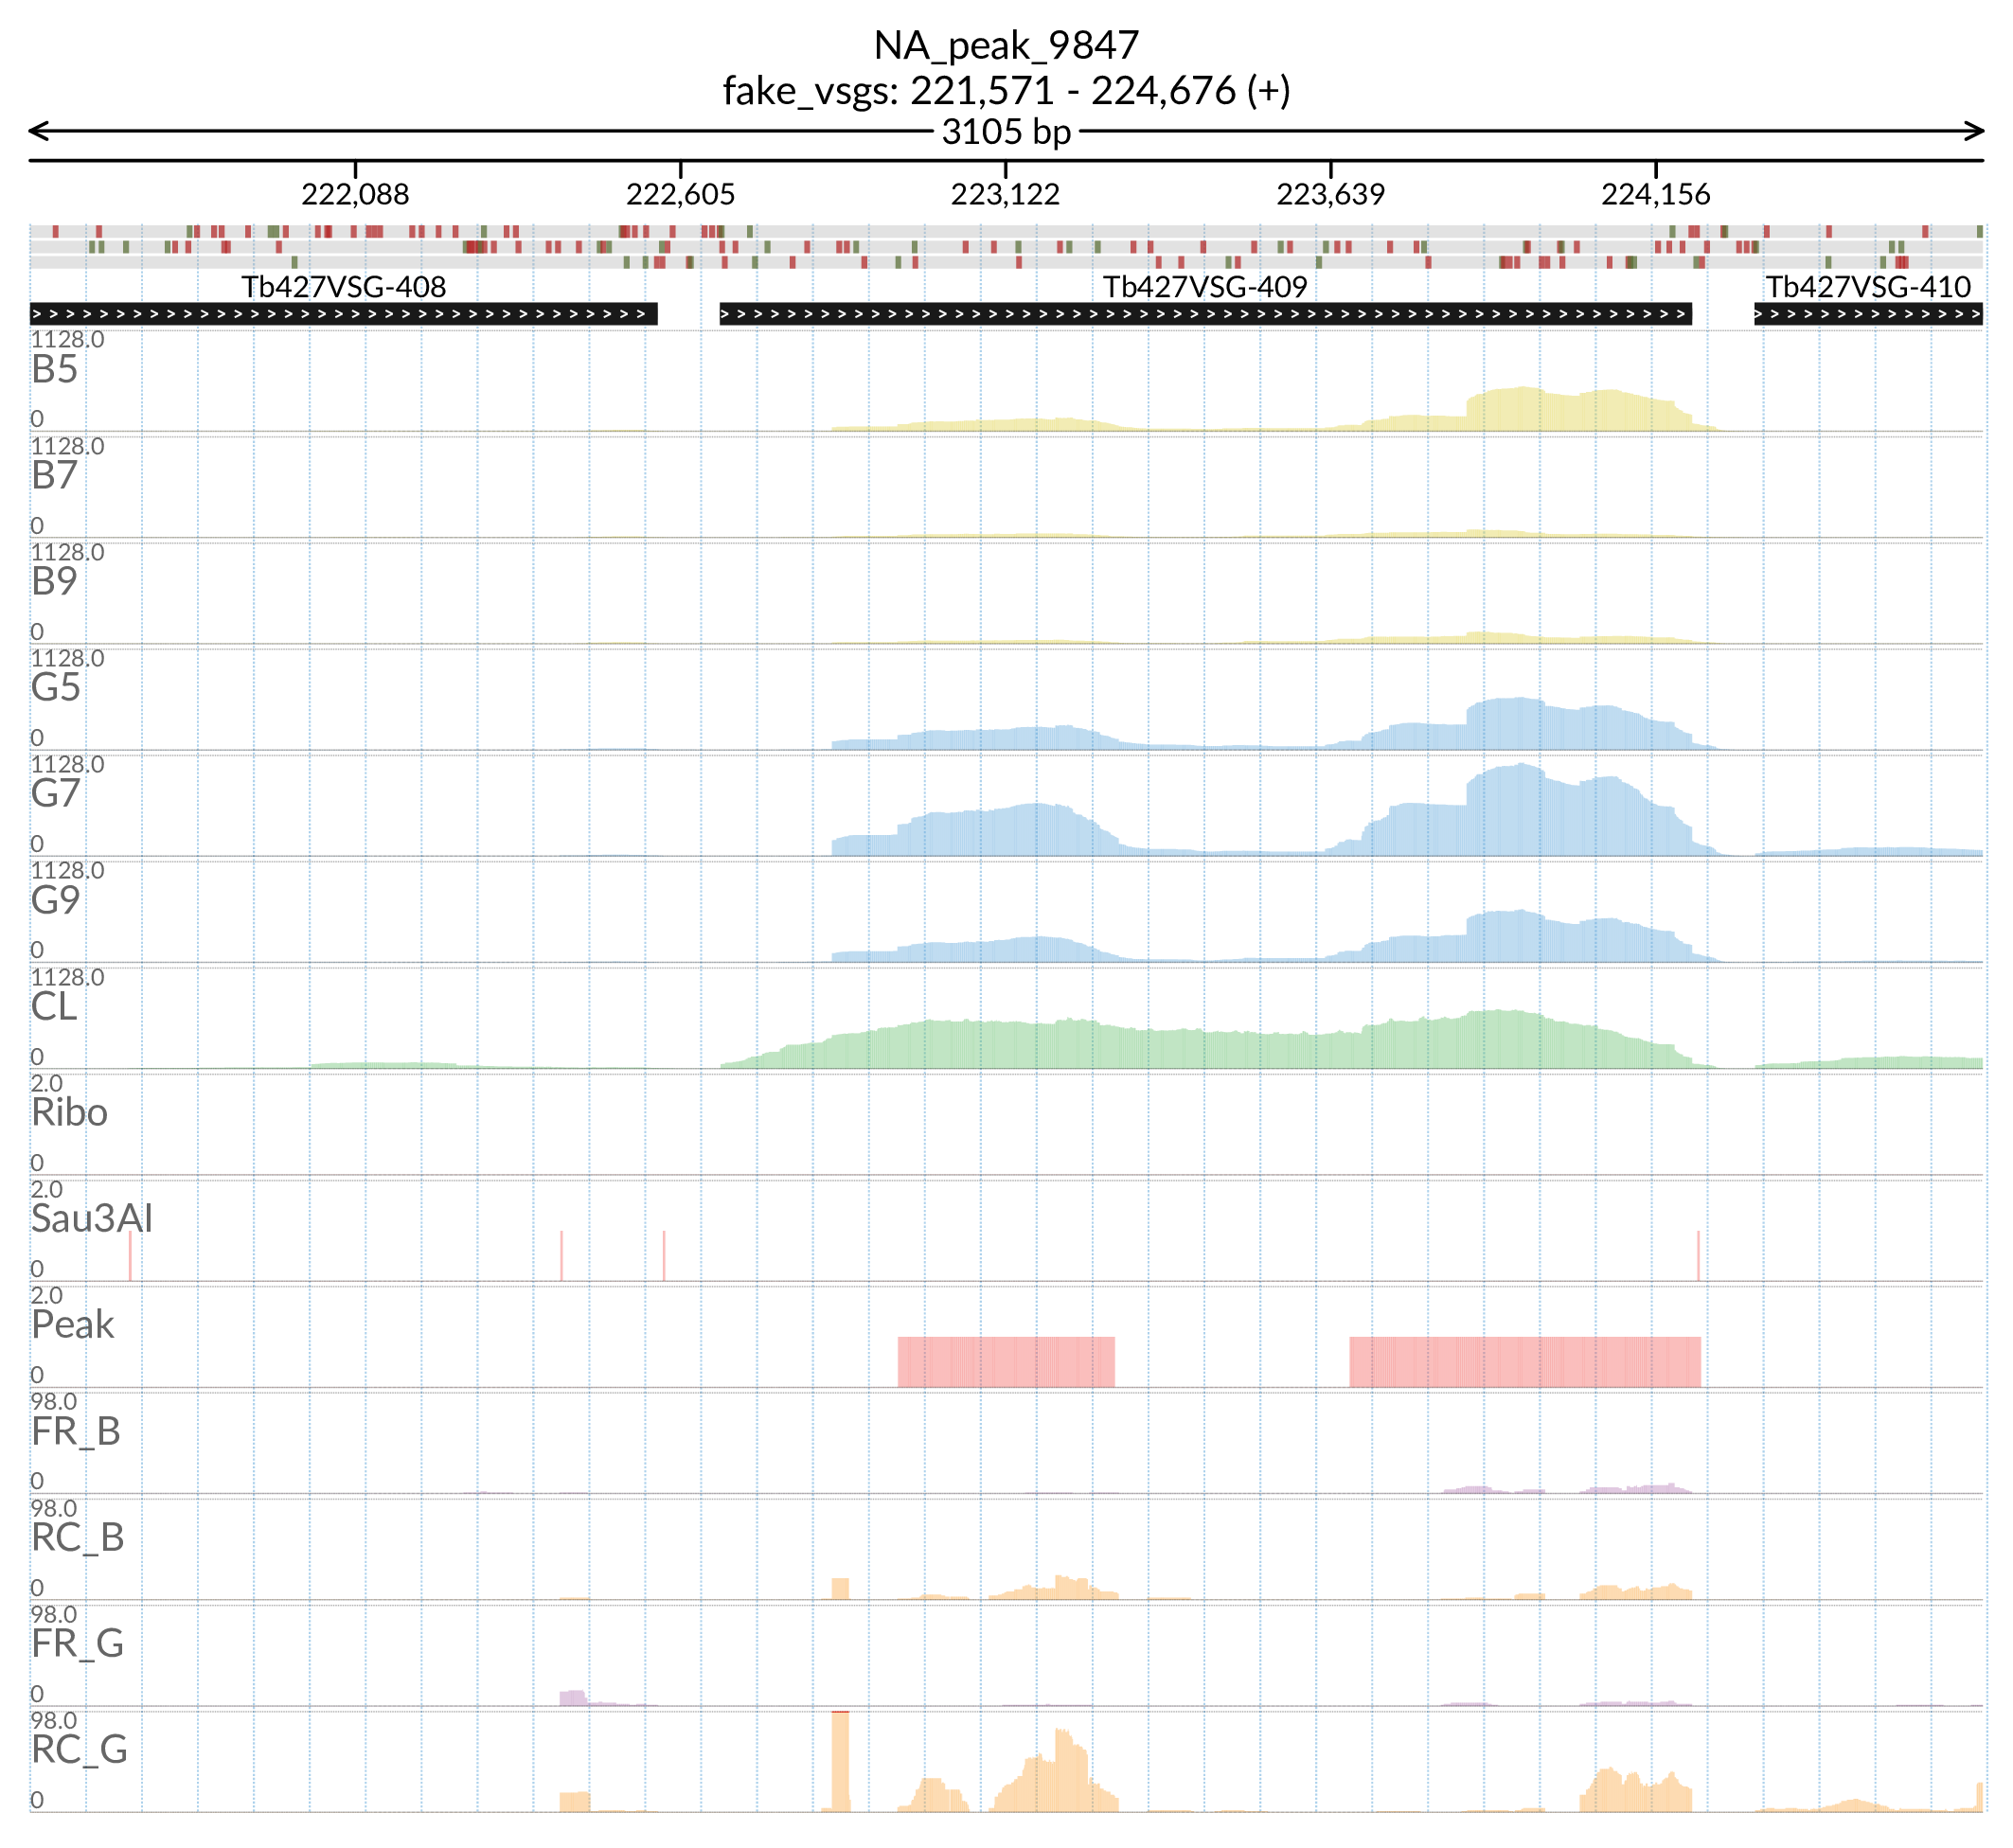 NA_peak_9847
fake_vsgs: 221,571 - 224,676 (+)
3105 bp
222,088 222,605 223,122 223,639 224,156
Tb427VSG-408 Tb427VSG-409 Tb427VSG-410
1128.0
B5
0
1128.0
B7
0
1128.0
B9
0
1128.0
G5
0
1128.0
G7
0
1128.0
G9
0
1128.0
CL
0
2.0
Ribo
0
2.0
Sau3AI
0
2.0
Peak
0
98.0
FR_B
0
98.0
RC_B
0
98.0
FR_G
0
98.0
RC_G
0